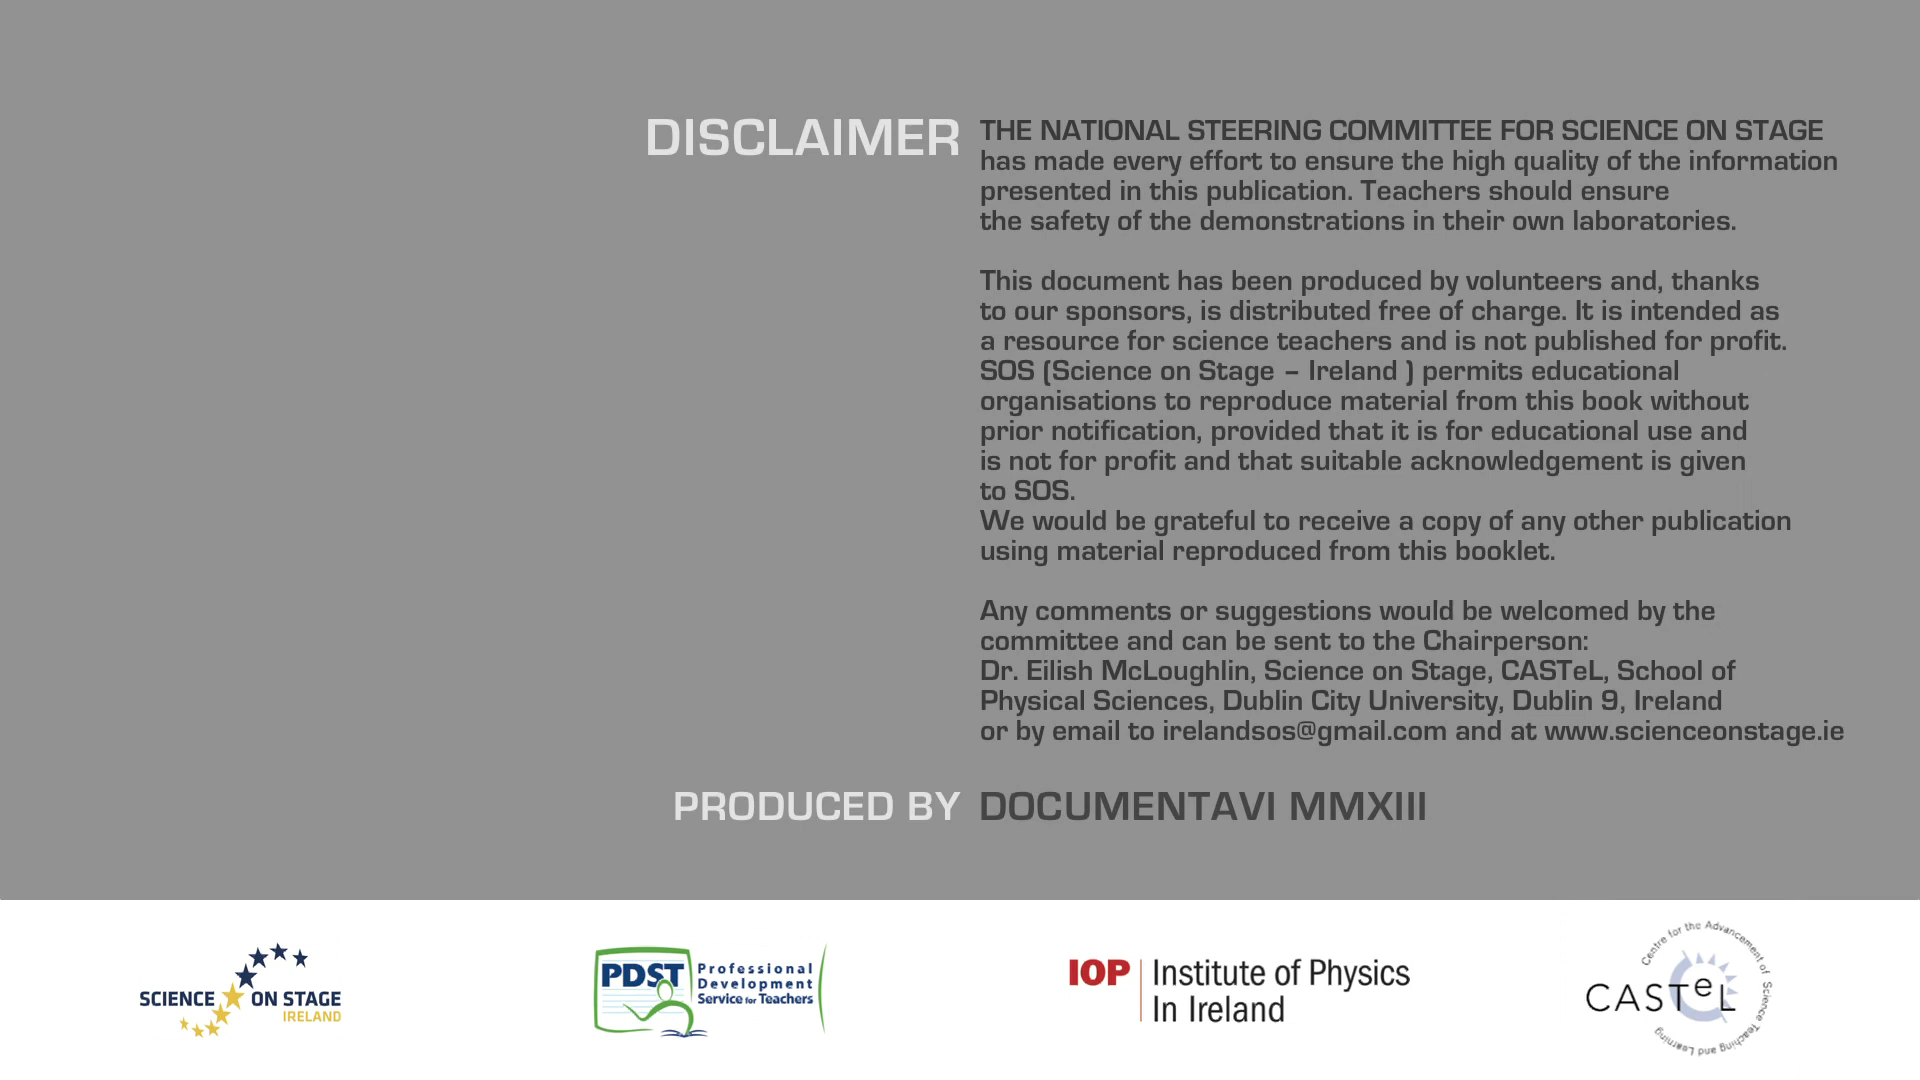 DISCLAIMER
THE NATIONAL STEERING COMMITTEE FOR SCIENCE ON STAGE
has made every effort to ensure the high quality of the information
presented in this publication. Teachers should ensure
the safety of the demonstrations in their own laboratories.
This document has been produced by volunteers and, thanks
to our sponsors, is distributed free of charge. It is intended as
a resource for science teachers and is not published for profit.
SOS (Science on Stage – Ireland ) permits educational
organisations to reproduce material from this book without
prior notification, provided that it is for educational use and
is not for profit and that suitable acknowledgement is given
to SOS.
We would be grateful to receive a copy of any other publication
using material reproduced from this booklet.
Any comments or suggestions would be welcomed by the
committee and can be sent to the Chairperson:
Dr. Eilish McLoughlin, Science on Stage, CASTeL, School of
Physical Sciences, Dublin City University, Dublin 9, Ireland
or by email to irelandsos@gmail.com and at www.scienceonstage.ie
PRODUCED BY DOCUMENTAVI MMXIII
SCIENCE ON STAGE
IRELAND
PDST
Professional
Development
Service for Teachers
IOP
Institute of Physics
In Ireland
CASTeL
Centre for the Advancement of Science Teaching and Learning